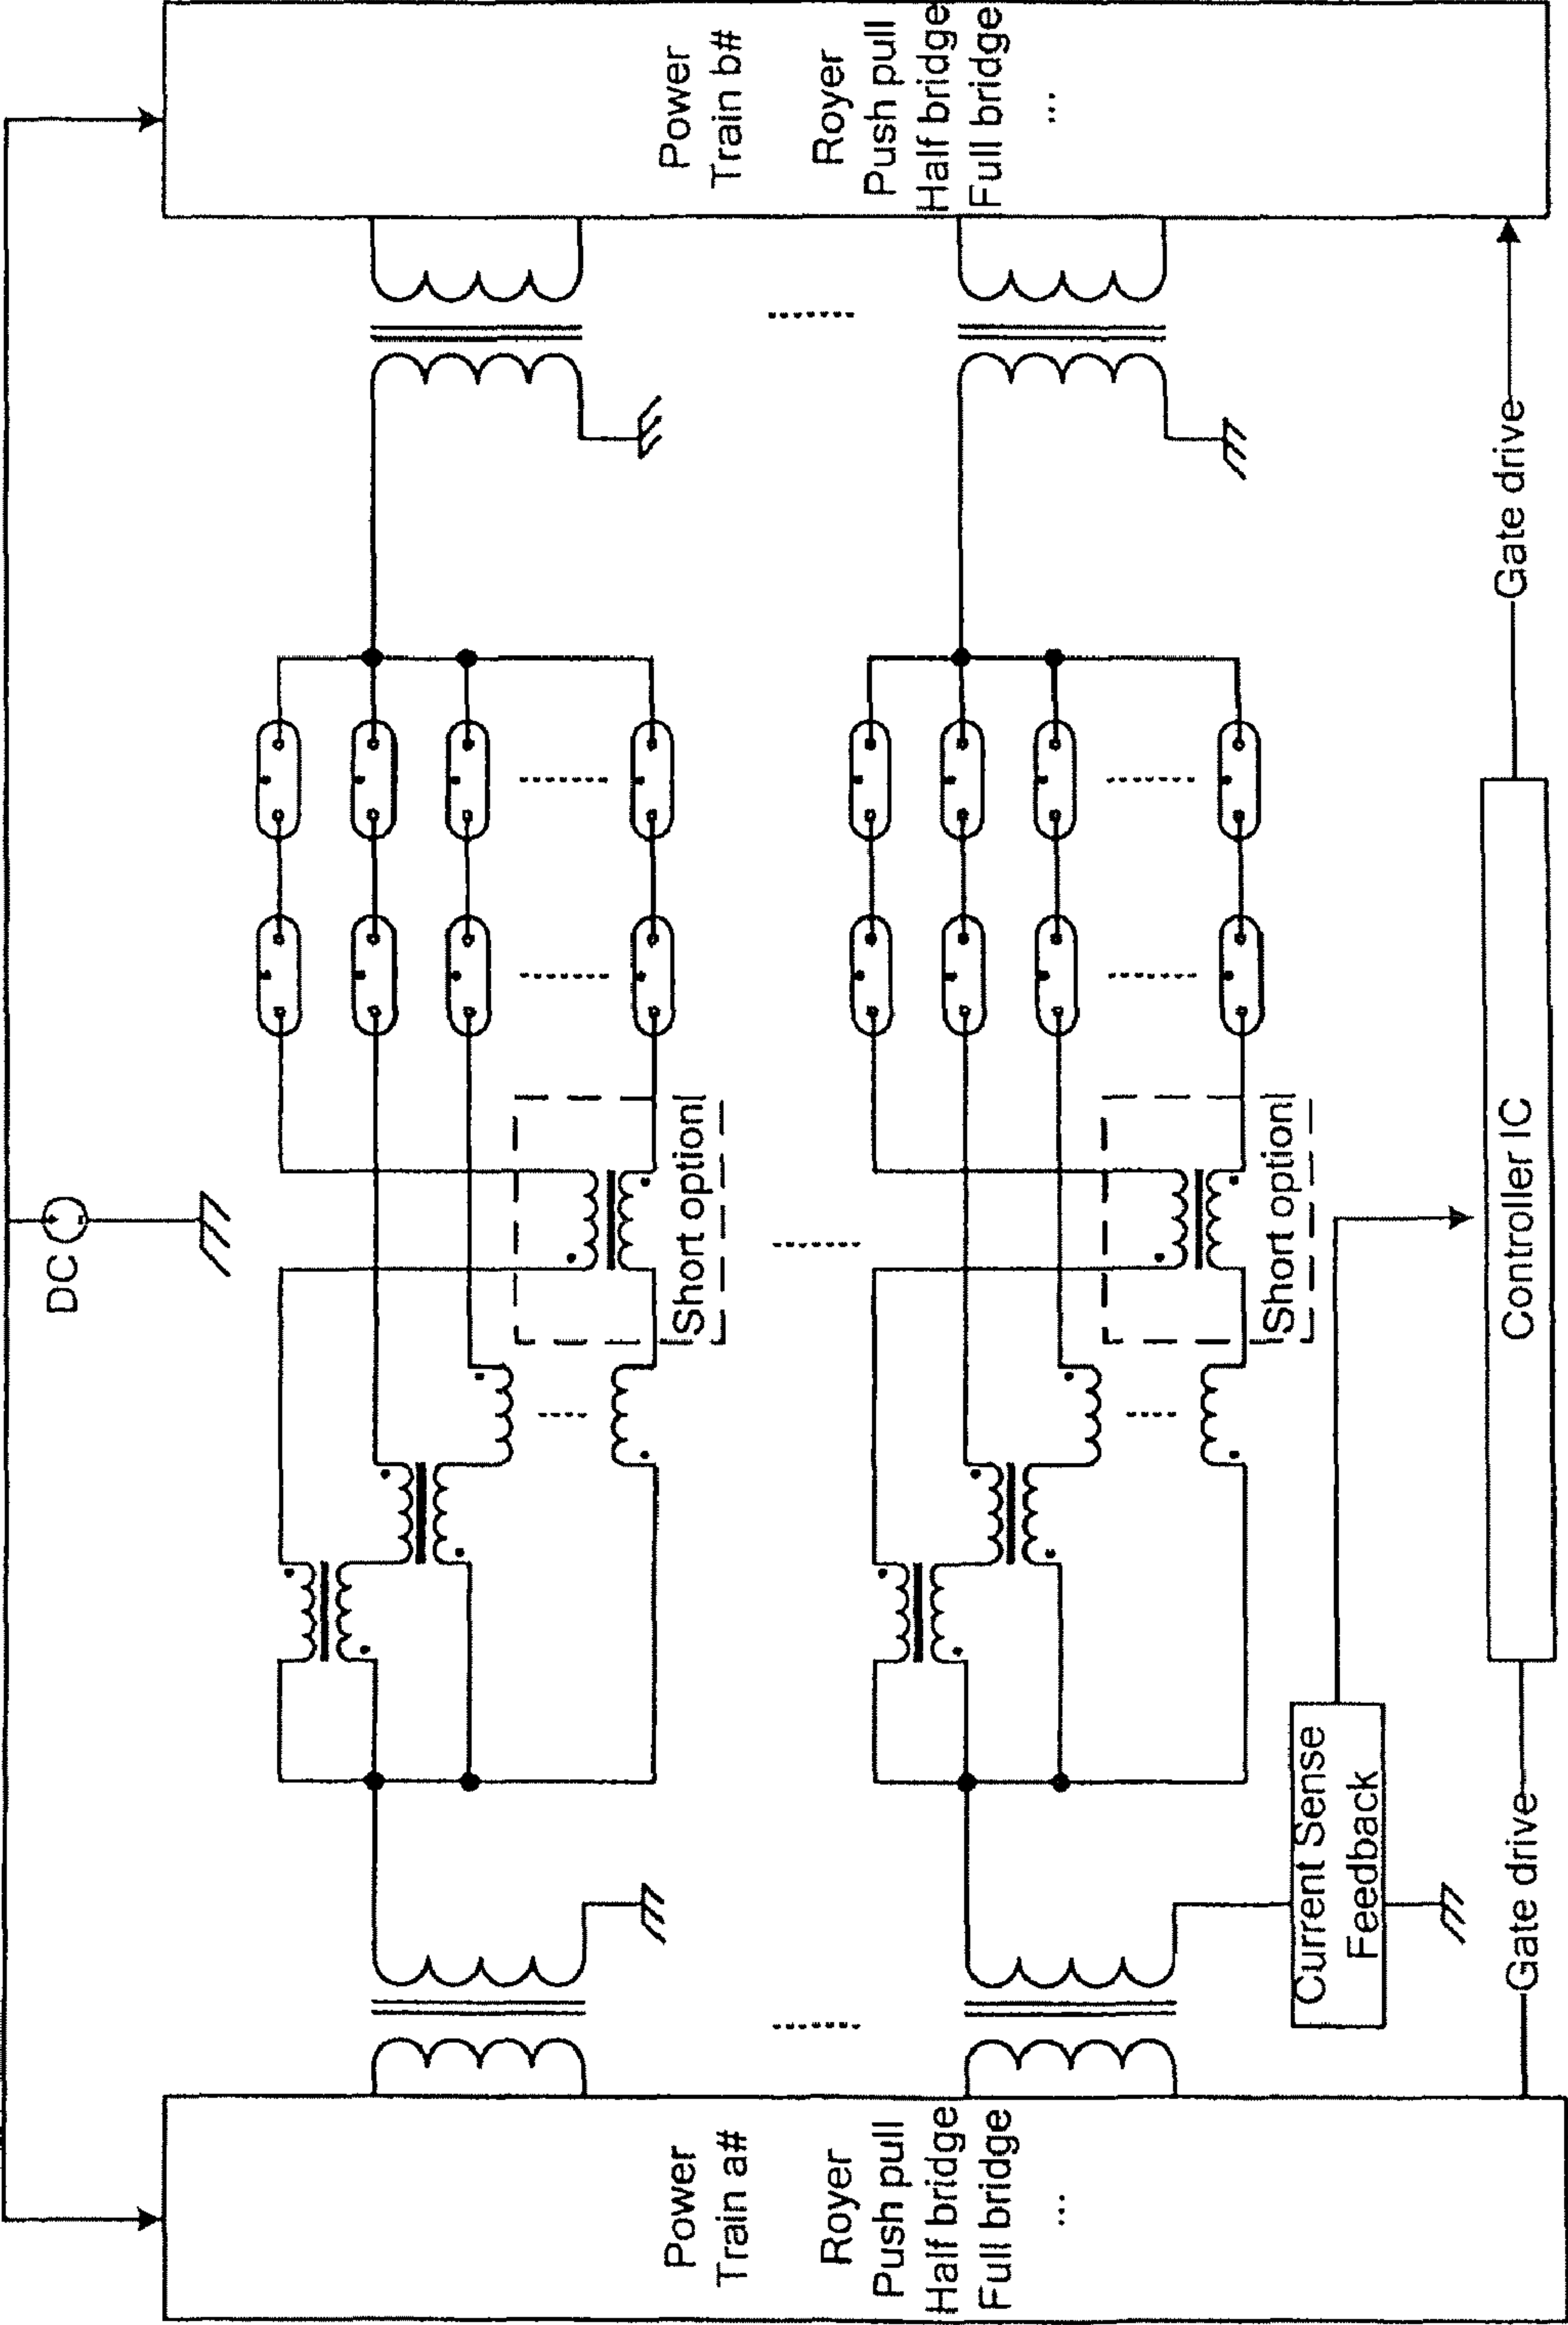 Power
Train b#
Royer
Push pull
Half bridge
Full bridge
...
DC
Short option
Short option
Gate drive
Controller IC
Current Sense
Feedback
Gate drive
Power
Train a#
Royer
Push pull
Half bridge
Full bridge
...